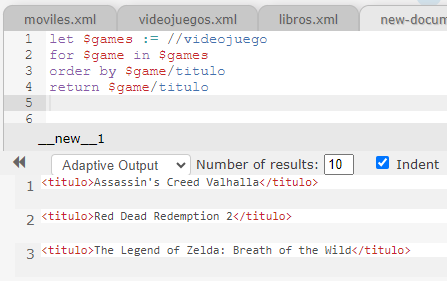 moviles.xml videojuegos.xml libros.xml new-docum
1 let $games := //videojuego
2 for $game in $games
3 order by $game/titulo
4 return $game/titulo
5
6
__new__1
Adaptive Output Number of results: 10 Indent
1 <titulo>Assassin's Creed Valhalla</titulo>
2 <titulo>Red Dead Redemption 2</titulo>
3 <titulo>The Legend of Zelda: Breath of the Wild</titulo>